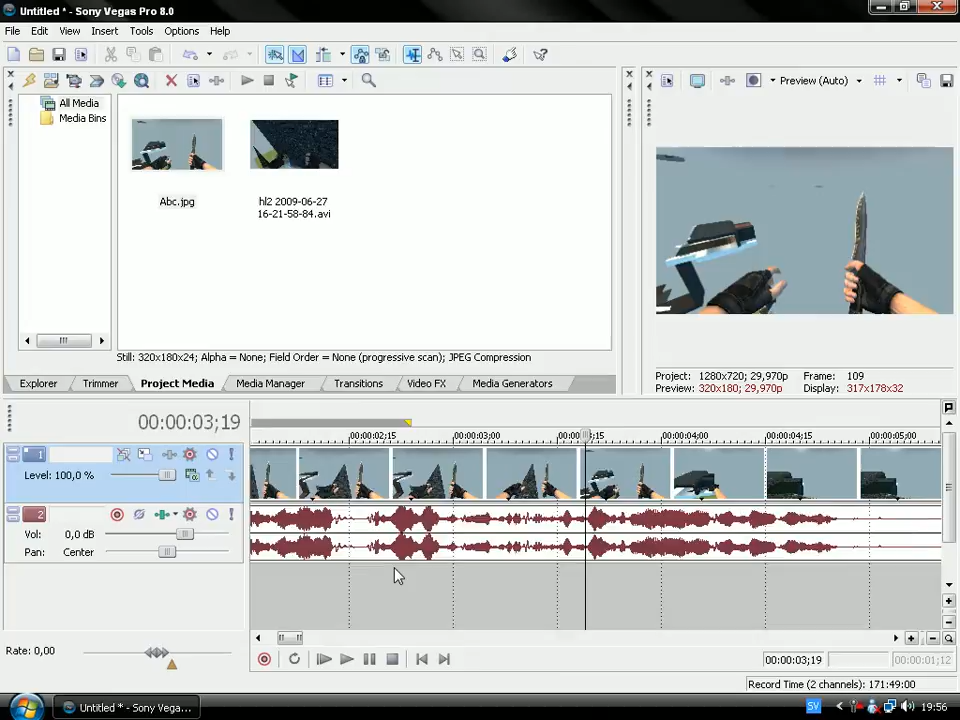 Untitled * - Sony Vegas Pro 8.0
File Edit View Insert Tools Options Help
Preview (Auto)
All Media
Media Bins
Abc.jpg
hl2 2009-06-27
16-21-58-84.avi
Still: 320x180x24; Alpha = None; Field Order = None (progressive scan); JPEG Compression
Explorer Trimmer Project Media Media Manager Transitions Video FX Media Generators
Project: 1280x720; 29,970p Frame: 109
Preview: 320x180; 29,970p Display: 317x178x32
00:00:03;19
00:00:02;15 00:00:03;00 00:00:03;15 00:00:04;00 00:00:04;15 00:00:05;00
1
Level: 100,0 %
2
Vol: 0,0 dB
Pan: Center
Rate: 0,00
00:00:03;19 00:00:01;12
Record Time (2 channels): 171:49:00
Untitled * - Sony Vega... SV 19:56